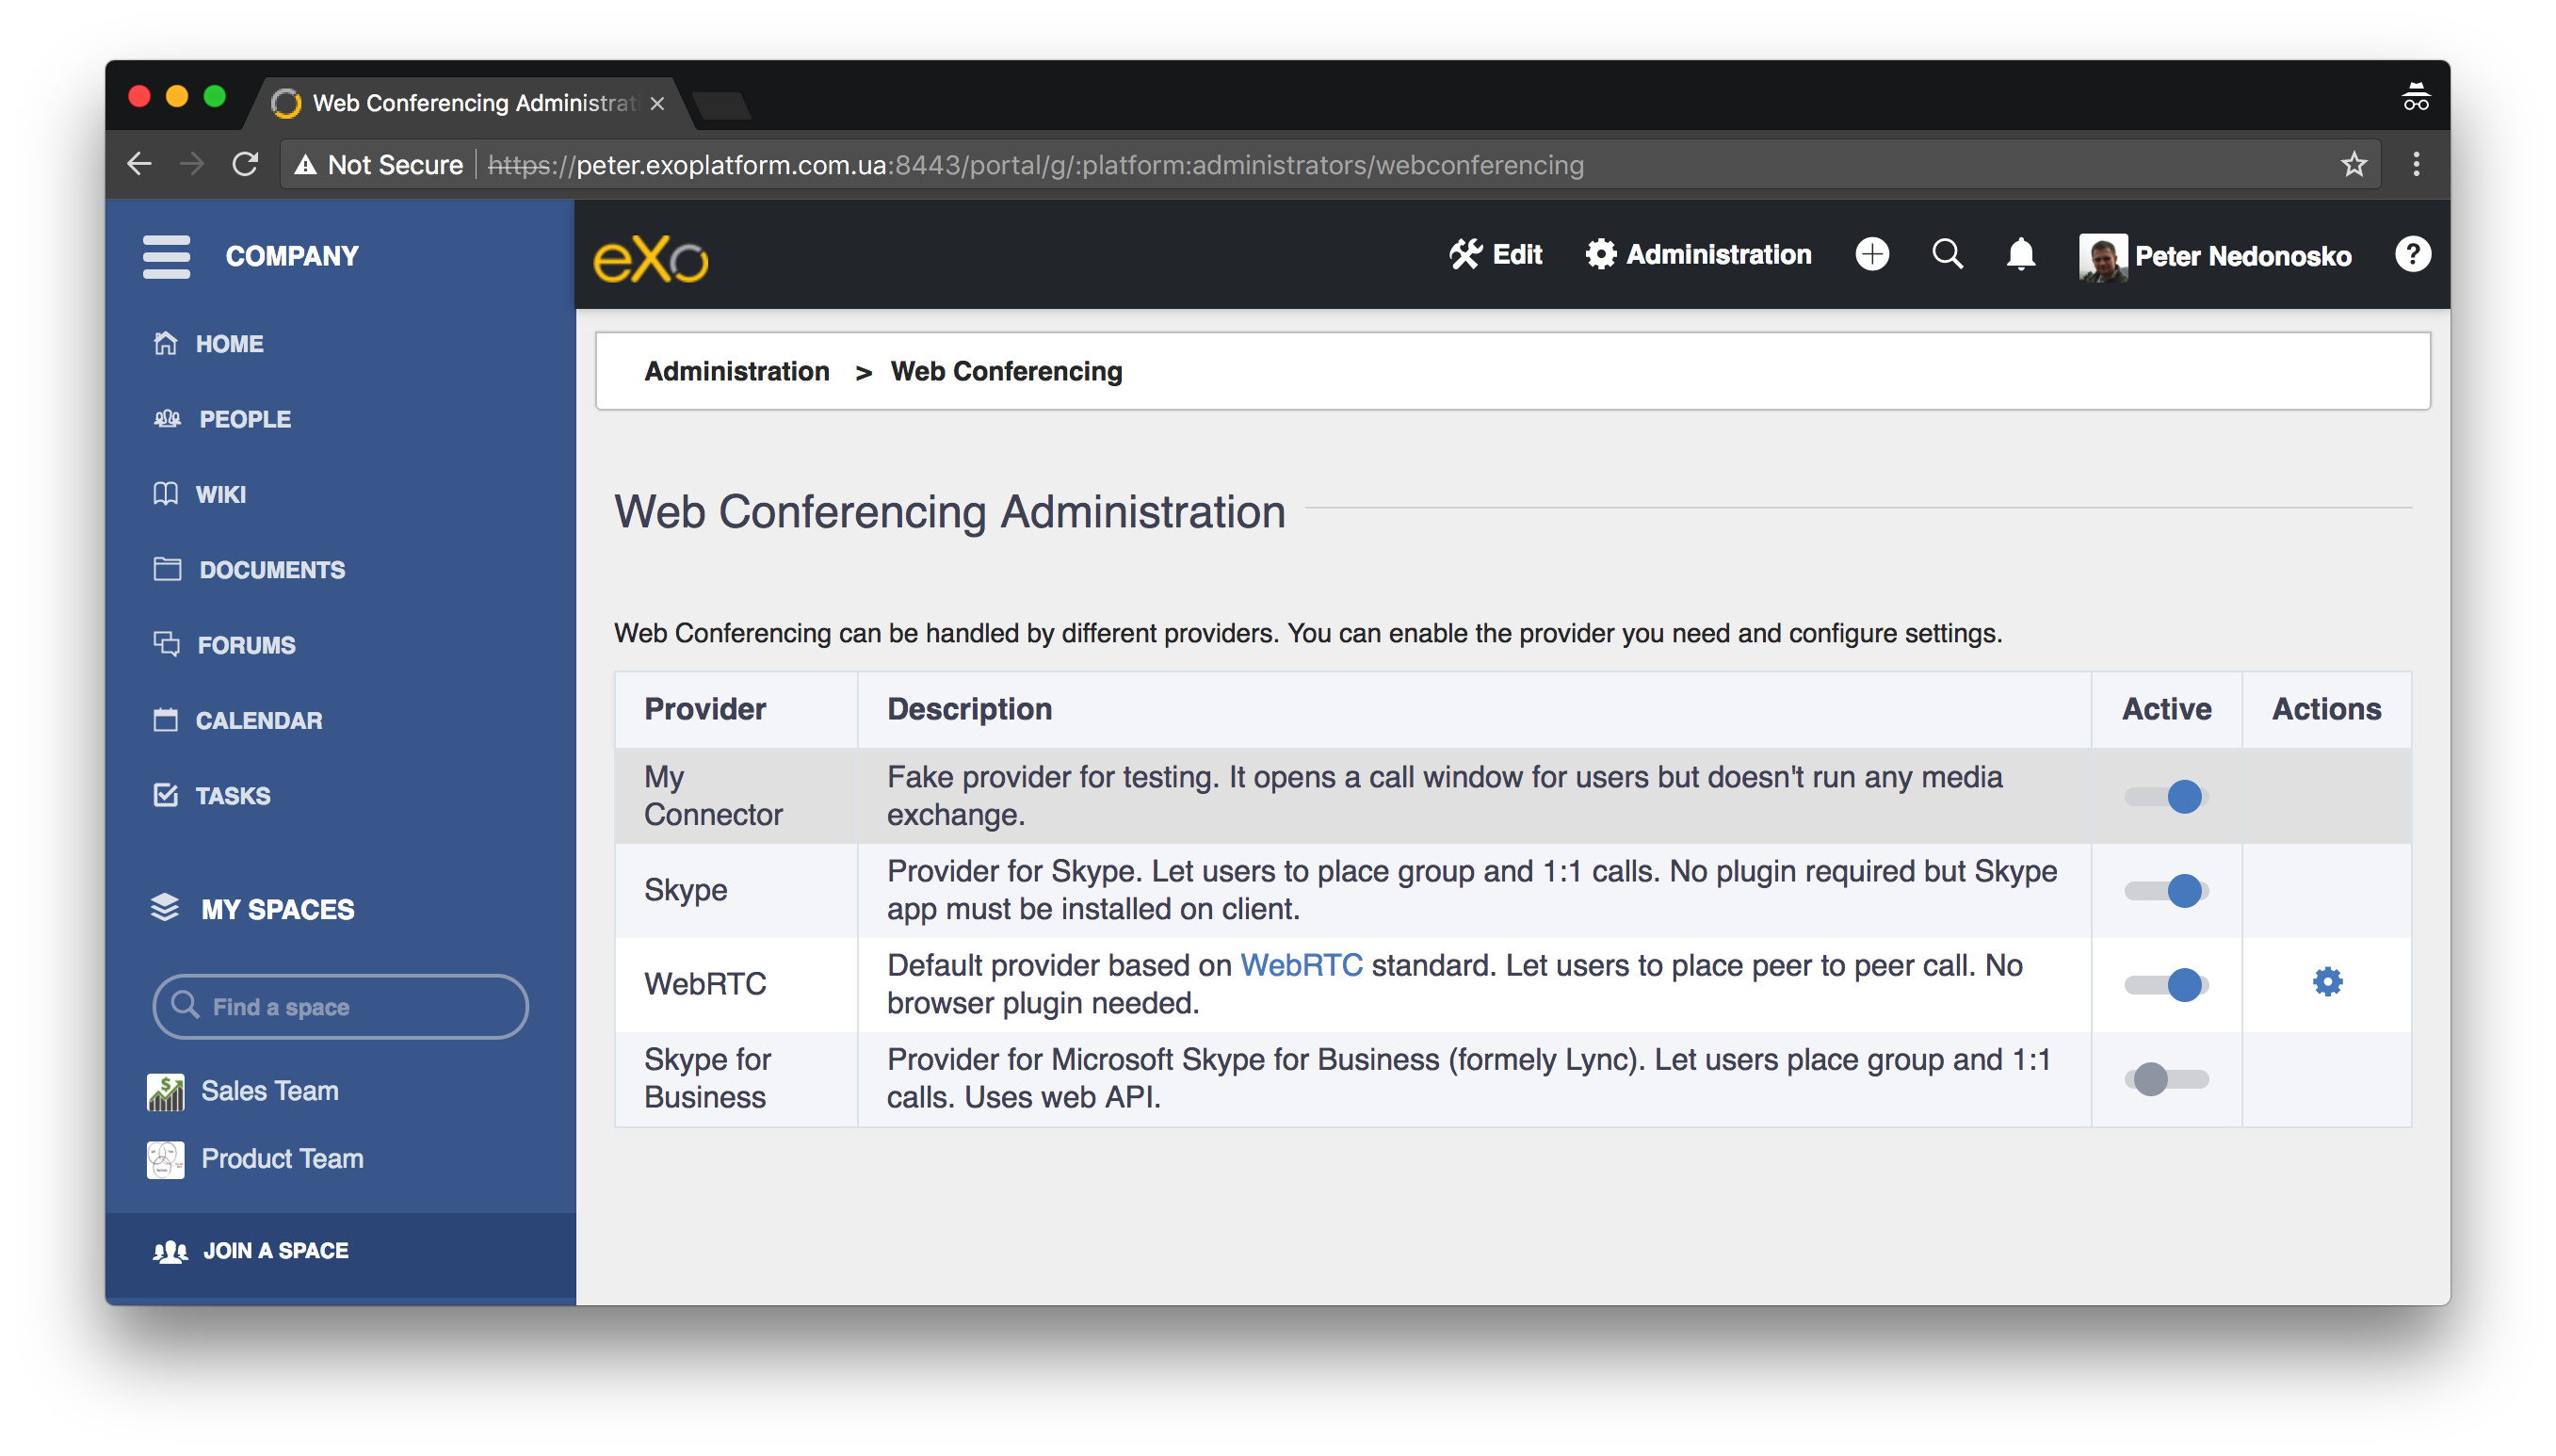 Web Conferencing Administrati
Not Secure https://peter.exoplatform.com.ua:8443/portal/g/:platform:administrators/webconferencing
COMPANY
HOME
PEOPLE
WIKI
DOCUMENTS
FORUMS
CALENDAR
TASKS
MY SPACES
Find a space
Sales Team
Product Team
JOIN A SPACE
eXo
Edit
Administration
Peter Nedonosko
Administration > Web Conferencing
Web Conferencing Administration
Web Conferencing can be handled by different providers. You can enable the provider you need and configure settings.
Provider Description Active Actions
My
Connector
Fake provider for testing. It opens a call window for users but doesn't run any media
exchange.
Skype
Provider for Skype. Let users to place group and 1:1 calls. No plugin required but Skype
app must be installed on client.
WebRTC
Default provider based on WebRTC standard. Let users to place peer to peer call. No
browser plugin needed.
Skype for
Business
Provider for Microsoft Skype for Business (formely Lync). Let users place group and 1:1
calls. Uses web API.